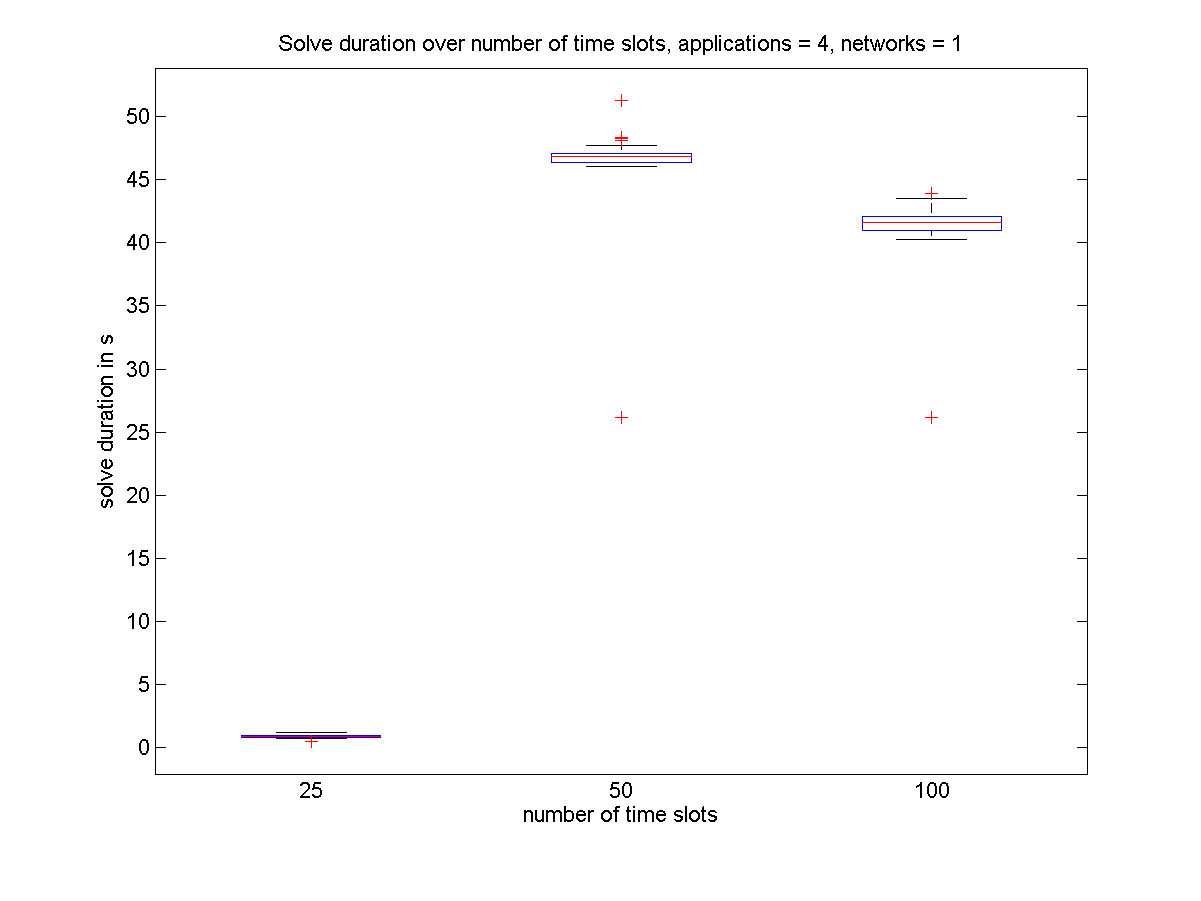 Solve duration over number of time slots, applications = 4, networks = 1
50
45
40
35
30
25
20
15
10
5
0
solve duration in s
25 50 100
number of time slots